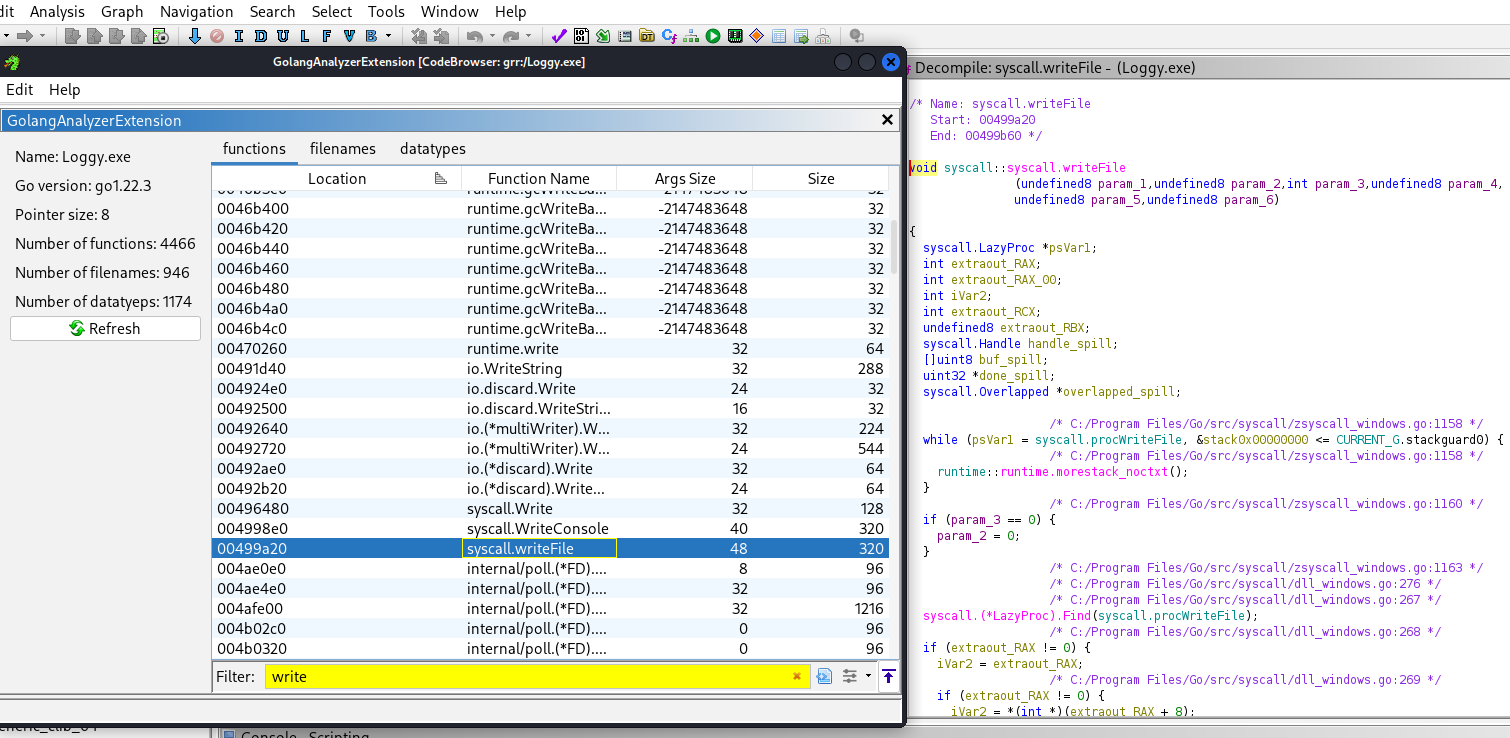 dit Analysis Graph Navigation Search Select Tools Window Help
I D U L F V B
GolangAnalyzerExtension [CodeBrowser: grr:/Loggy.exe]
Edit Help
GolangAnalyzerExtension
Name: Loggy.exe
Go version: go1.22.3
Pointer size: 8
Number of functions: 4466
Number of filenames: 946
Number of datatyeps: 1174
Refresh
functions filenames datatypes
Location Function Name Args Size Size
0046b3e0 runtime.gcWriteBa... -2147483648 32
0046b400 runtime.gcWriteBa... -2147483648 32
0046b420 runtime.gcWriteBa... -2147483648 32
0046b440 runtime.gcWriteBa... -2147483648 32
0046b460 runtime.gcWriteBa... -2147483648 32
0046b480 runtime.gcWriteBa... -2147483648 32
0046b4a0 runtime.gcWriteBa... -2147483648 32
0046b4c0 runtime.gcWriteBa... -2147483648 32
00470260 runtime.write 32 64
00491d40 io.WriteString 32 288
004924e0 io.discard.Write 24 32
00492500 io.discard.WriteStri... 16 32
00492640 io.(*multiWriter).W... 32 224
00492720 io.(*multiWriter).W... 24 544
00492ae0 io.(*discard).Write 32 64
00492b20 io.(*discard).Write... 24 64
00496480 syscall.Write 32 128
004998e0 syscall.WriteConsole 40 320
00499a20 syscall.writeFile 48 320
004ae0e0 internal/poll.(*FD).... 8 96
004ae4e0 internal/poll.(*FD).... 32 96
004afe00 internal/poll.(*FD).... 32 1216
004b02c0 internal/poll.(*FD).... 0 96
004b0320 internal/poll.(*FD).... 0 96
Filter: write
Decompile: syscall.writeFile - (Loggy.exe)
/* Name: syscall.writeFile
Start: 00499a20
End: 00499b60 */
void syscall::syscall.writeFile
(undefined8 param_1,undefined8 param_2,int param_3,undefined8 param_4,
undefined8 param_5,undefined8 param_6)
{
syscall.LazyProc *psVar1;
int extraout_RAX;
int extraout_RAX_00;
int iVar2;
int extraout_RCX;
undefined8 extraout_RBX;
syscall.Handle handle_spill;
[]uint8 buf_spill;
uint32 *done_spill;
syscall.Overlapped *overlapped_spill;
/* C:/Program Files/Go/src/syscall/zsyscall_windows.go:1158 */
while (psVar1 = syscall.procWriteFile, &stack0x00000000 <= CURRENT_G.stackguard0) {
/* C:/Program Files/Go/src/syscall/zsyscall_windows.go:1158 */
runtime::runtime.morestack_noctxt();
}
/* C:/Program Files/Go/src/syscall/zsyscall_windows.go:1160 */
if (param_3 == 0) {
param_2 = 0;
}
/* C:/Program Files/Go/src/syscall/zsyscall_windows.go:1163 */
/* C:/Program Files/Go/src/syscall/dll_windows.go:276 */
/* C:/Program Files/Go/src/syscall/dll_windows.go:267 */
syscall.(*LazyProc).Find(syscall.procWriteFile);
/* C:/Program Files/Go/src/syscall/dll_windows.go:268 */
if (extraout_RAX != 0) {
iVar2 = extraout_RAX;
/* C:/Program Files/Go/src/syscall/dll_windows.go:269 */
if (extraout_RAX != 0) {
iVar2 = *(int *)(extraout_RAX + 8);
Console - Scripting